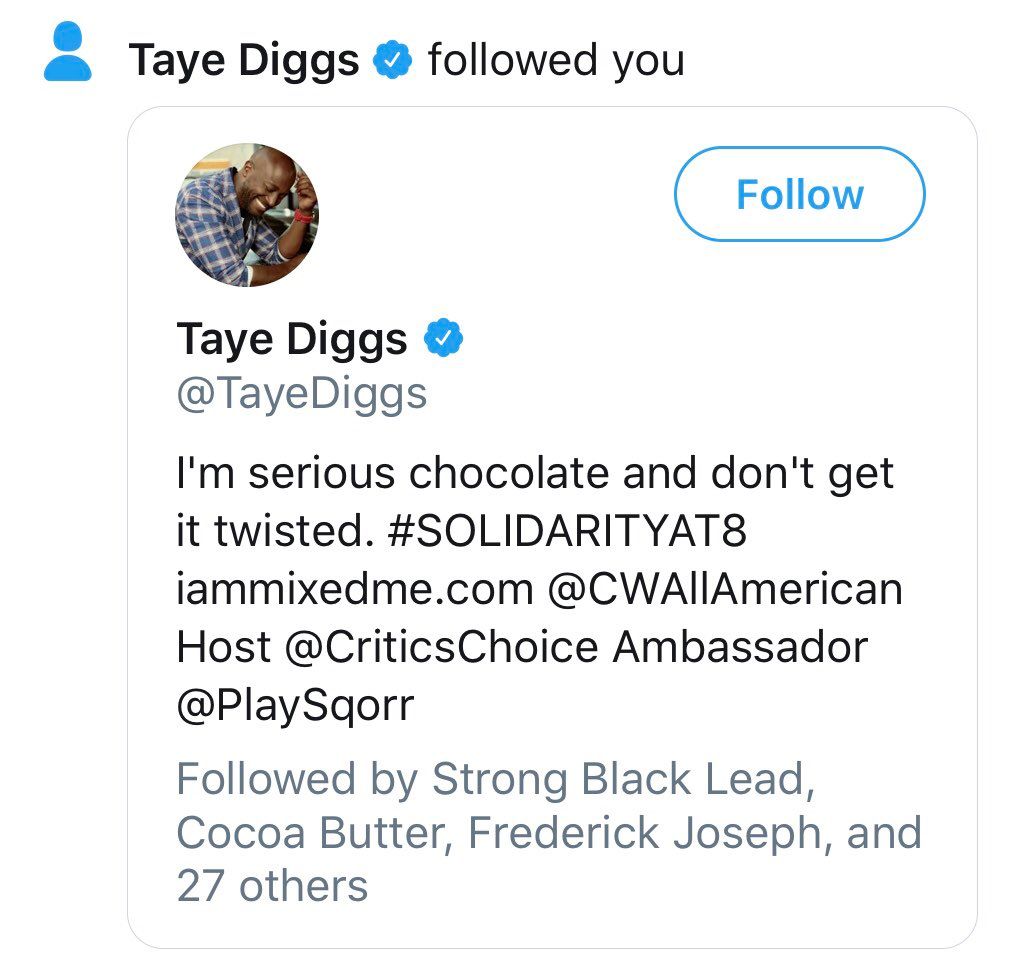 Taye Diggs followed you
Follow
Taye Diggs
@TayeDiggs
I'm serious chocolate and don't get
it twisted. #SOLIDARITYAT8
iammixedme.com @CWAllAmerican
Host @CriticsChoice Ambassador
@PlaySqorr
Followed by Strong Black Lead,
Cocoa Butter, Frederick Joseph, and
27 others